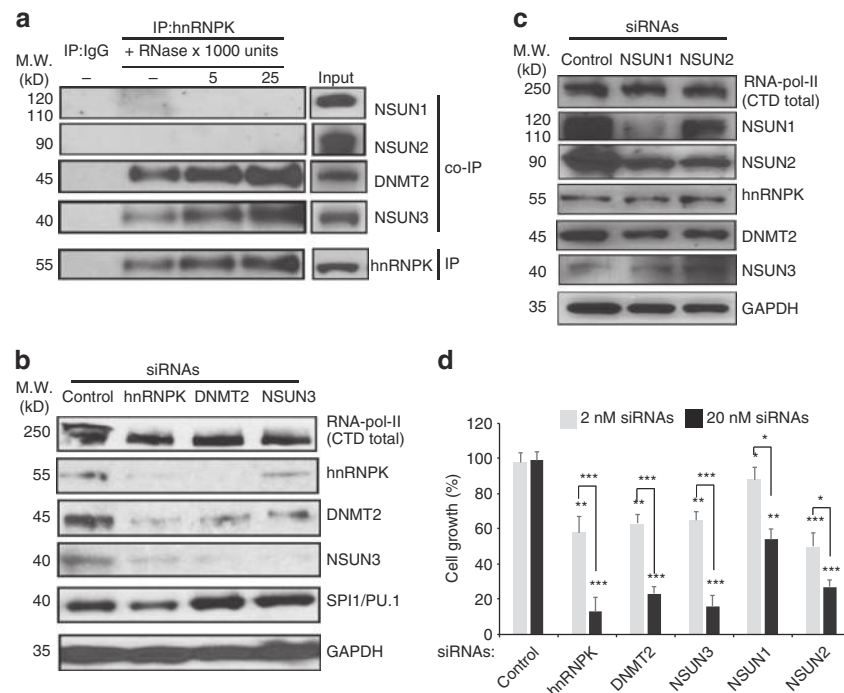 a
IP:hnRNPK
IP:IgG + RNase x 1000 units
M.W.
(kD) – – 5 25 Input
120
110 NSUN1
90 NSUN2
45 DNMT2
40 NSUN3
co-IP
55 hnRNPK IP
b
siRNAs
M.W.
(kD) Control hnRNPK DNMT2 NSUN3
250 RNA-pol-II
(CTD total)
55 hnRNPK
45 DNMT2
40 NSUN3
40 SPI1/PU.1
35 GAPDH
c
siRNAs
M.W.
(kD) Control NSUN1 NSUN2
250 RNA-pol-II
(CTD total)
120
110 NSUN1
90 NSUN2
55 hnRNPK
45 DNMT2
40 NSUN3
35 GAPDH
d
2 nM siRNAs 20 nM siRNAs
Cell growth (%)
120
100
80
60
40
20
0
*** *** *** * *
** ** ** * ***
*** *** *** ** ***
siRNAs: Control hnRNPK DNMT2 NSUN3 NSUN1 NSUN2